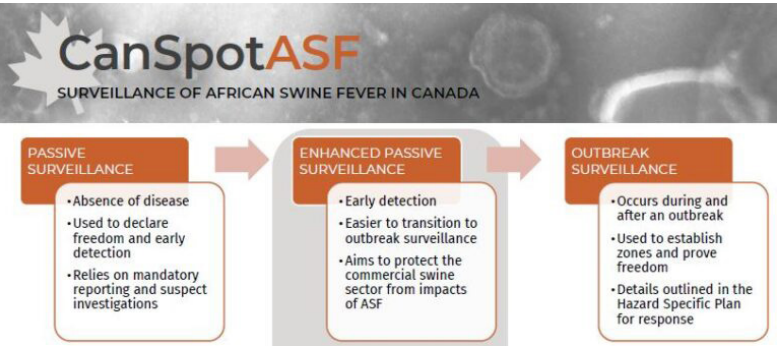 CanSpotASF
SURVEILLANCE OF AFRICAN SWINE FEVER IN CANADA
PASSIVE
SURVEILLANCE
•Absence of disease
•Used to declare
freedom and early
detection
•Relies on mandatory
reporting and suspect
investigations
ENHANCED PASSIVE
SURVEILLANCE
•Early detection
•Easier to transition to
outbreak surveillance
•Aims to protect the
commercial swine
sector from impacts
of ASF
OUTBREAK
SURVEILLANCE
•Occurs during and
after an outbreak
•Used to establish
zones and prove
freedom
•Details outlined in the
Hazard Specific Plan
for response